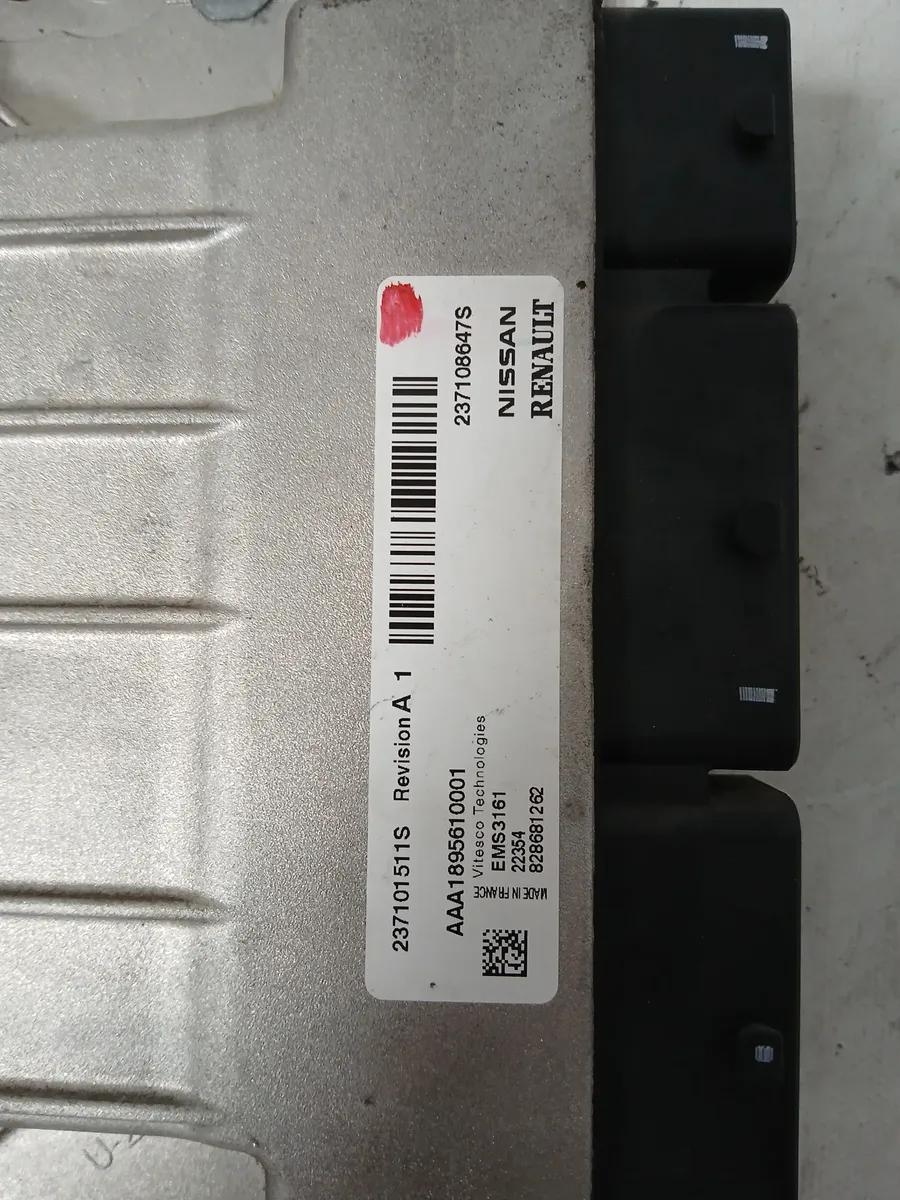 237101511S Revision A 1
AAA1895610001
237108647S
Vitesco Technologies
EMS3161
22354
828681262
MADE IN FRANCE
NISSAN
RENAULT